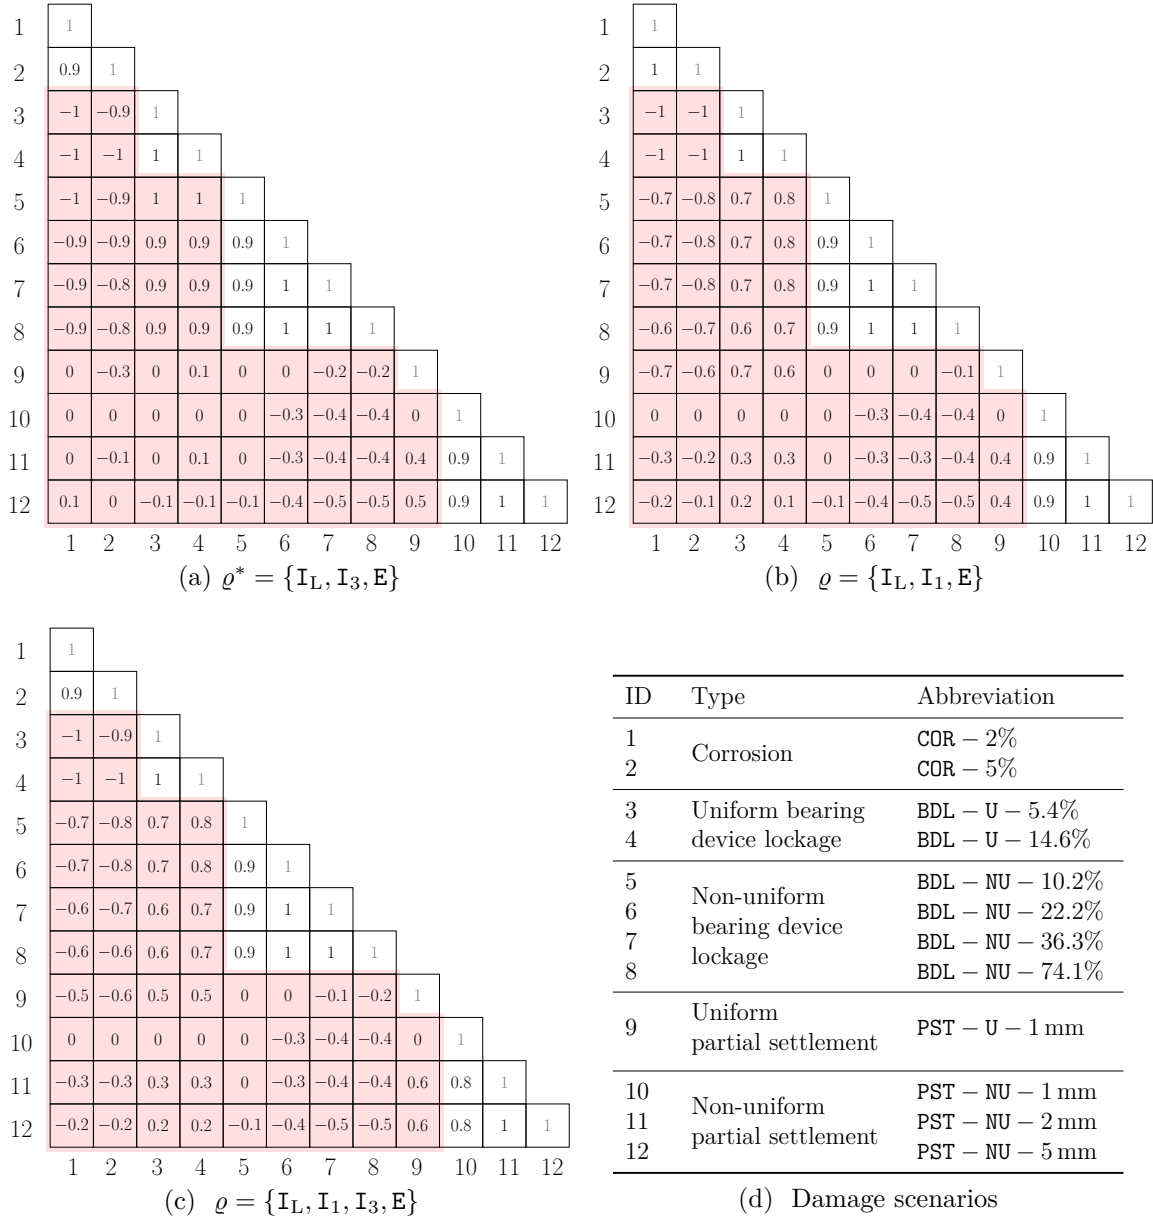 1 1
2 0.9 1
3 −1 −0.9 1
4 −1 −1 1 1
5 −1 −0.9 1 1 1
6 −0.9 −0.9 0.9 0.9 0.9 1
7 −0.9 −0.8 0.9 0.9 0.9 1 1
8 −0.9 −0.8 0.9 0.9 0.9 1 1 1
9 0 −0.3 0 0.1 0 0 −0.2 −0.2 1
10 0 0 0 0 0 −0.3 −0.4 −0.4 0 1
11 0 −0.1 0 0.1 0 −0.3 −0.4 −0.4 0.4 0.9 1
12 0.1 0 −0.1 −0.1 −0.1 −0.4 −0.5 −0.5 0.5 0.9 1 1
1 2 3 4 5 6 7 8 9 10 11 12
(a) ϱ* = {I_L, I_3, E}
1 1
2 1 1
3 −1 −1 1
4 −1 −1 1 1
5 −0.7 −0.8 0.7 0.8 1
6 −0.7 −0.8 0.7 0.8 0.9 1
7 −0.7 −0.8 0.7 0.8 0.9 1 1
8 −0.6 −0.7 0.6 0.7 0.9 1 1 1
9 −0.7 −0.6 0.7 0.6 0 0 0 −0.1 1
10 0 0 0 0 0 −0.3 −0.4 −0.4 0 1
11 −0.3 −0.2 0.3 0.3 0 −0.3 −0.3 −0.4 0.4 0.9 1
12 −0.2 −0.1 0.2 0.1 −0.1 −0.4 −0.5 −0.5 0.4 0.9 1 1
1 2 3 4 5 6 7 8 9 10 11 12
(b) ϱ = {I_L, I_1, E}
1 1
2 0.9 1
3 −1 −0.9 1
4 −1 −1 1 1
5 −0.7 −0.8 0.7 0.8 1
6 −0.7 −0.8 0.7 0.8 0.9 1
7 −0.6 −0.7 0.6 0.7 0.9 1 1
8 −0.6 −0.6 0.6 0.7 0.9 1 1 1
9 −0.5 −0.6 0.5 0.5 0 0 −0.1 −0.2 1
10 0 0 0 0 0 −0.3 −0.4 −0.4 0 1
11 −0.3 −0.3 0.3 0.3 0 −0.3 −0.4 −0.4 0.6 0.8 1
12 −0.2 −0.2 0.2 0.2 −0.1 −0.4 −0.5 −0.5 0.6 0.8 1 1
1 2 3 4 5 6 7 8 9 10 11 12
(c) ϱ = {I_L, I_1, I_3, E}
ID Type Abbreviation
1 COR − 2%
Corrosion
2 COR − 5%
3 Uniform bearing BDL − U − 5.4%
4 device lockage BDL − U − 14.6%
5 BDL − NU − 10.2%
Non-uniform
6 BDL − NU − 22.2%
bearing device
7 BDL − NU − 36.3%
lockage
8 BDL − NU − 74.1%
Uniform
9 PST − U − 1 mm
partial settlement
10 PST − NU − 1 mm
Non-uniform
11 PST − NU − 2 mm
partial settlement
12 PST − NU − 5 mm
(d) Damage scenarios